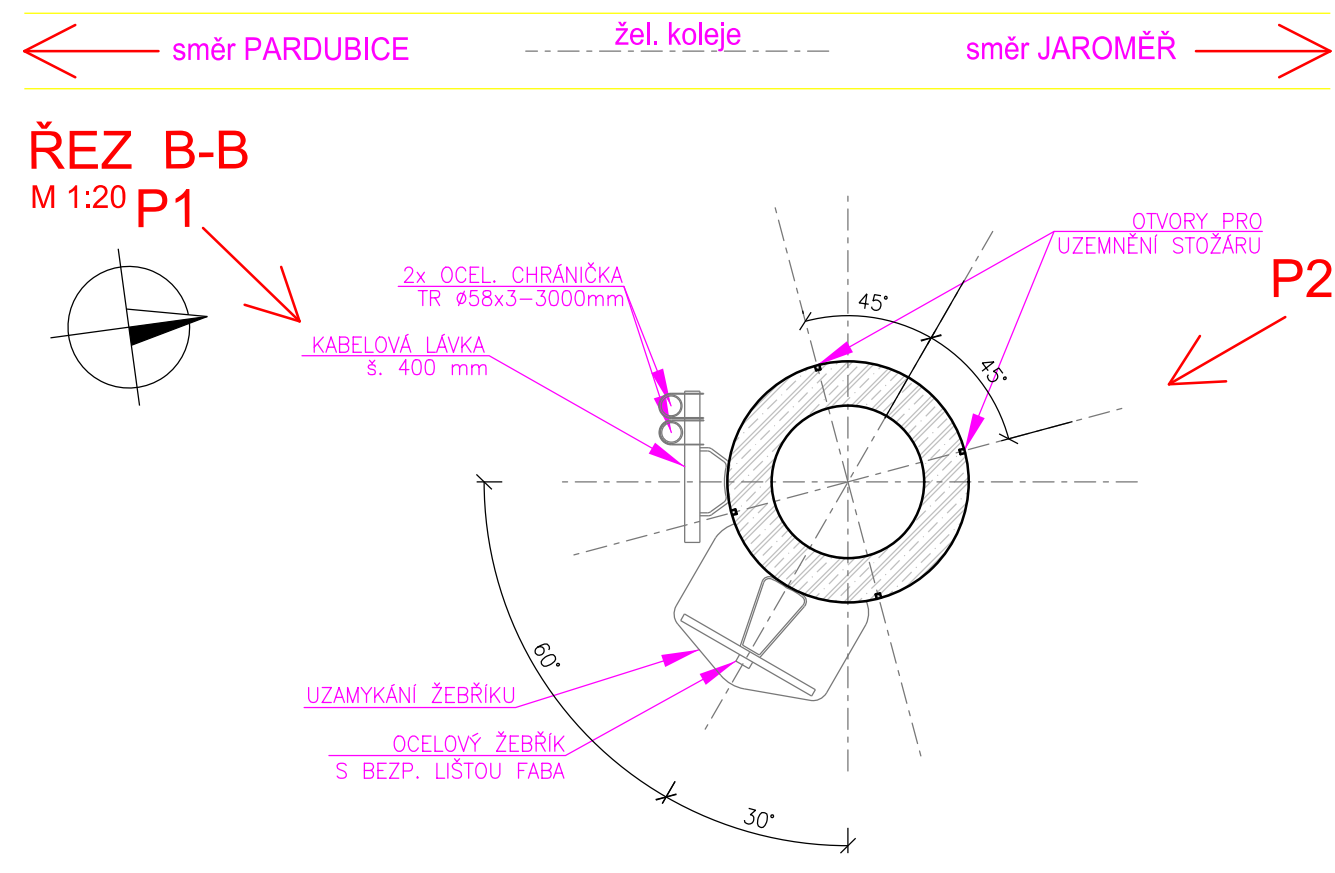 směr PARDUBICE
žel. koleje
směr JAROMĚŘ
ŘEZ B-B
M 1:20
P1
OTVORY PRO
UZEMNĚNÍ STOŽÁRU
P2
2x OCEL. CHRÁNIČKA
TR Ø58x3-3000mm
45°
KABELOVÁ LÁVKA
š. 400 mm
45°
60°
UZAMYKÁNÍ ŽEBŘÍKU
OCELOVÝ ŽEBŘÍK
S BEZP. LIŠTOU FABA
30°